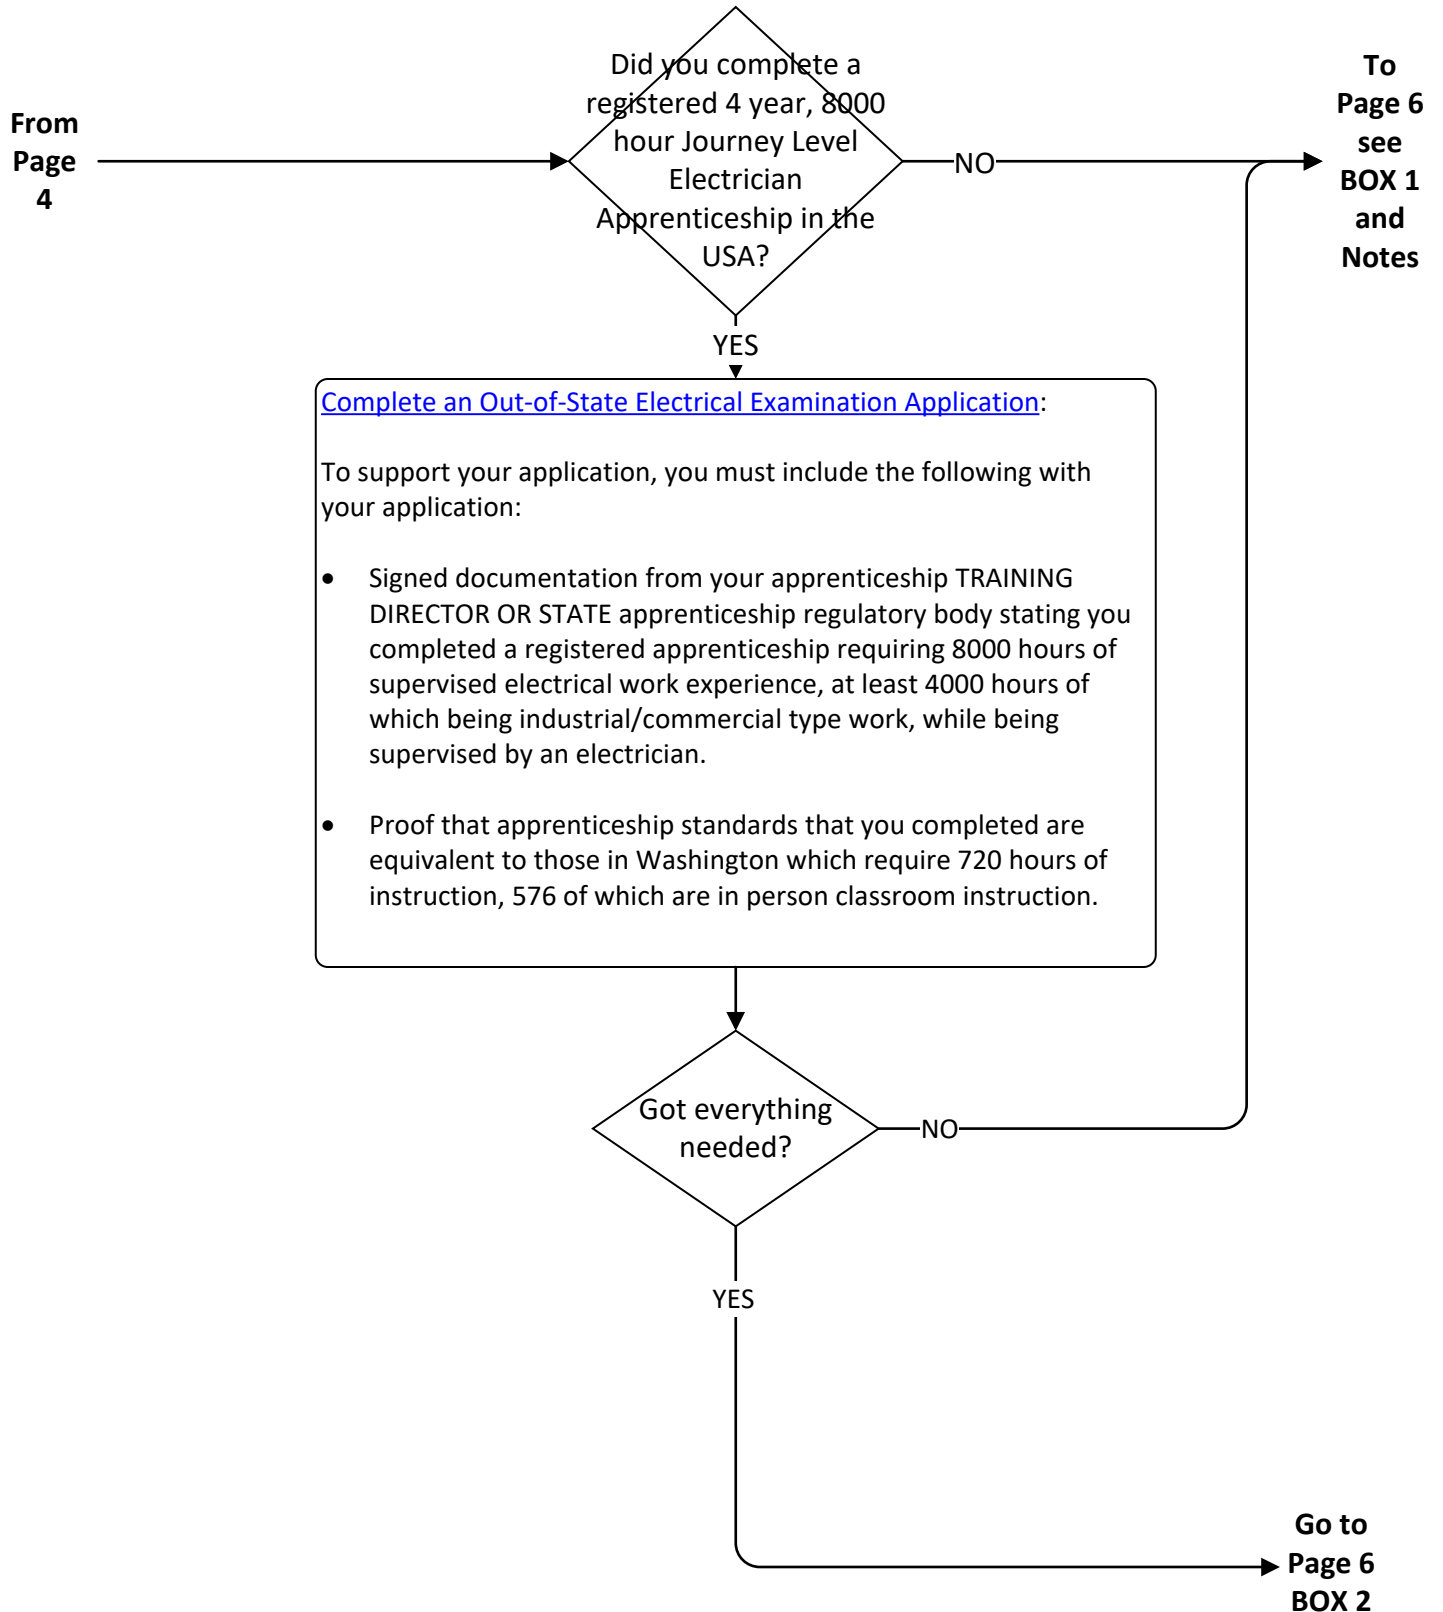 From
Page
4
Did you complete a
registered 4 year, 8000
hour Journey Level
Electrician
Apprenticeship in the
USA?
NO
To
Page 6
see
BOX 1
and
Notes
YES
Complete an Out-of-State Electrical Examination Application:
To support your application, you must include the following with
your application:
• Signed documentation from your apprenticeship TRAINING
DIRECTOR OR STATE apprenticeship regulatory body stating you
completed a registered apprenticeship requiring 8000 hours of
supervised electrical work experience, at least 4000 hours of
which being industrial/commercial type work, while being
supervised by an electrician.
• Proof that apprenticeship standards that you completed are
equivalent to those in Washington which require 720 hours of
instruction, 576 of which are in person classroom instruction.
Got everything
needed?
NO
YES
Go to
Page 6
BOX 2